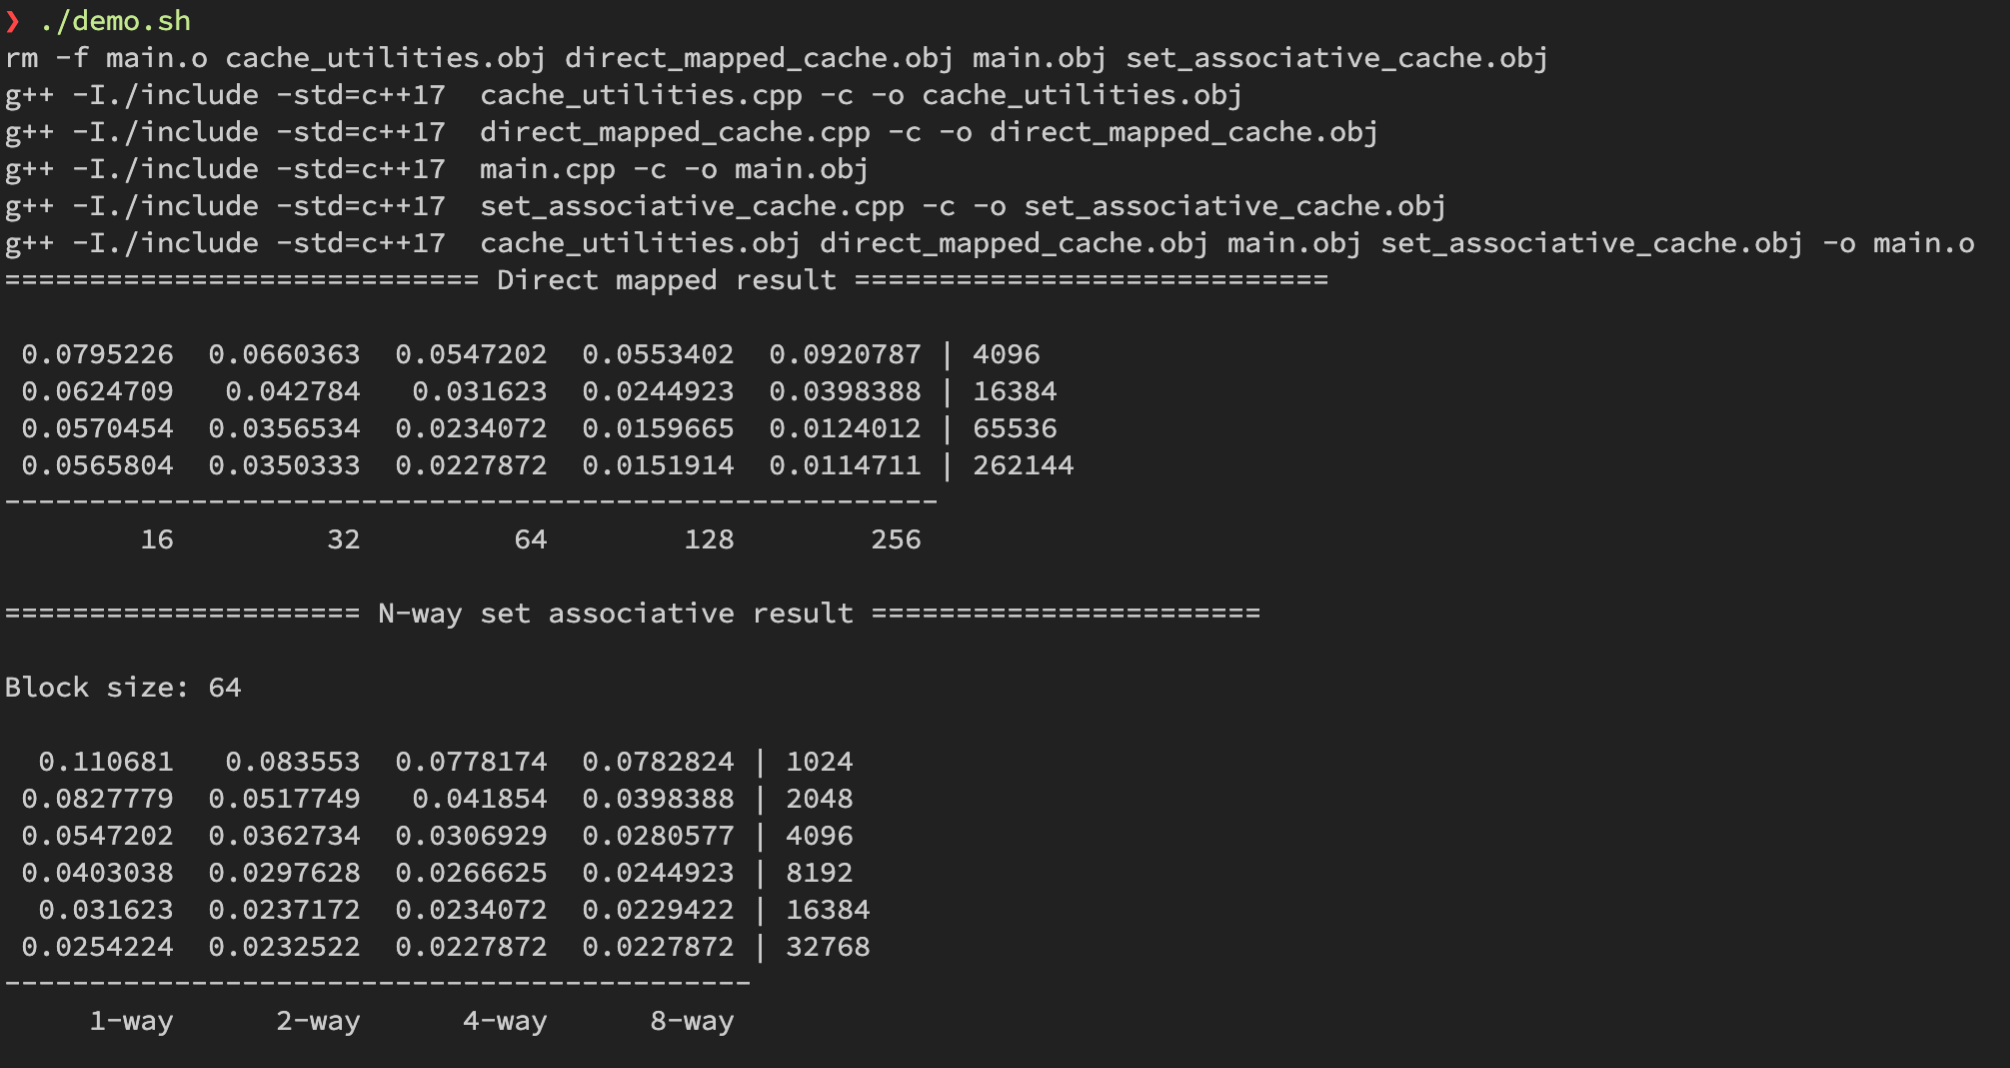 ❯ ./demo.sh
rm -f main.o cache_utilities.obj direct_mapped_cache.obj main.obj set_associative_cache.obj
g++ -I./include -std=c++17  cache_utilities.cpp -c -o cache_utilities.obj
g++ -I./include -std=c++17  direct_mapped_cache.cpp -c -o direct_mapped_cache.obj
g++ -I./include -std=c++17  main.cpp -c -o main.obj
g++ -I./include -std=c++17  set_associative_cache.cpp -c -o set_associative_cache.obj
g++ -I./include -std=c++17  cache_utilities.obj direct_mapped_cache.obj main.obj set_associative_cache.obj -o main.o
============================ Direct mapped result ============================
 0.0795226  0.0660363  0.0547202  0.0553402  0.0920787 | 4096
 0.0624709   0.042784   0.031623  0.0244923  0.0398388 | 16384
 0.0570454  0.0356534  0.0234072  0.0159665  0.0124012 | 65536
 0.0565804  0.0350333  0.0227872  0.0151914  0.0114711 | 262144
-------------------------------------------------------
        16         32         64        128        256
===================== N-way set associative result =======================
Block size: 64
  0.110681   0.083553  0.0778174  0.0782824 | 1024
 0.0827779  0.0517749   0.041854  0.0398388 | 2048
 0.0547202  0.0362734  0.0306929  0.0280577 | 4096
 0.0403038  0.0297628  0.0266625  0.0244923 | 8192
  0.031623  0.0237172  0.0234072  0.0229422 | 16384
 0.0254224  0.0232522  0.0227872  0.0227872 | 32768
--------------------------------------------
     1-way      2-way      4-way      8-way